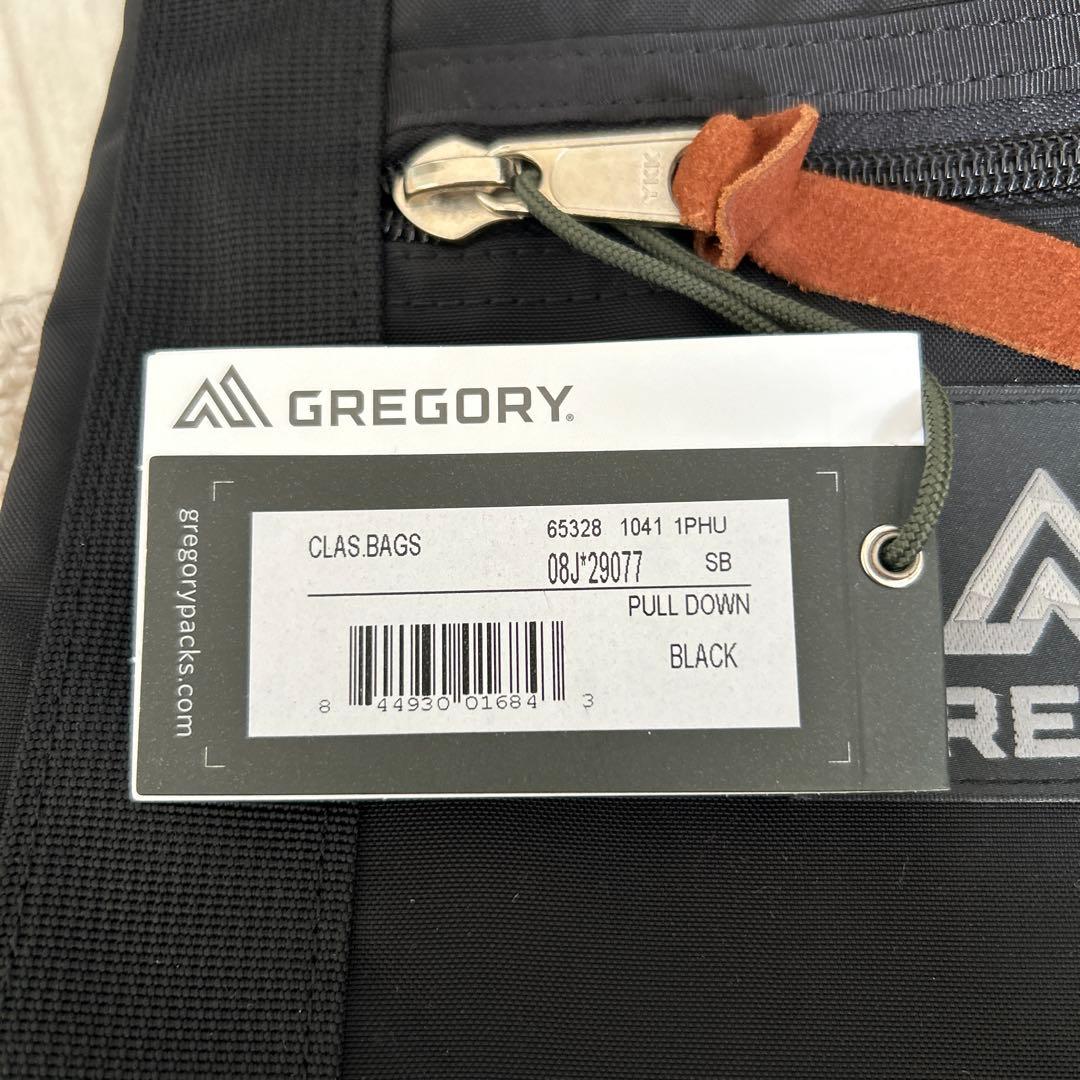 YKK
GREGORY®
gregorypacks.com
CLAS.BAGS
65328 1041 1PHU
08J*29077 SB
PULL DOWN
BLACK
8 44930 01684 3
RE